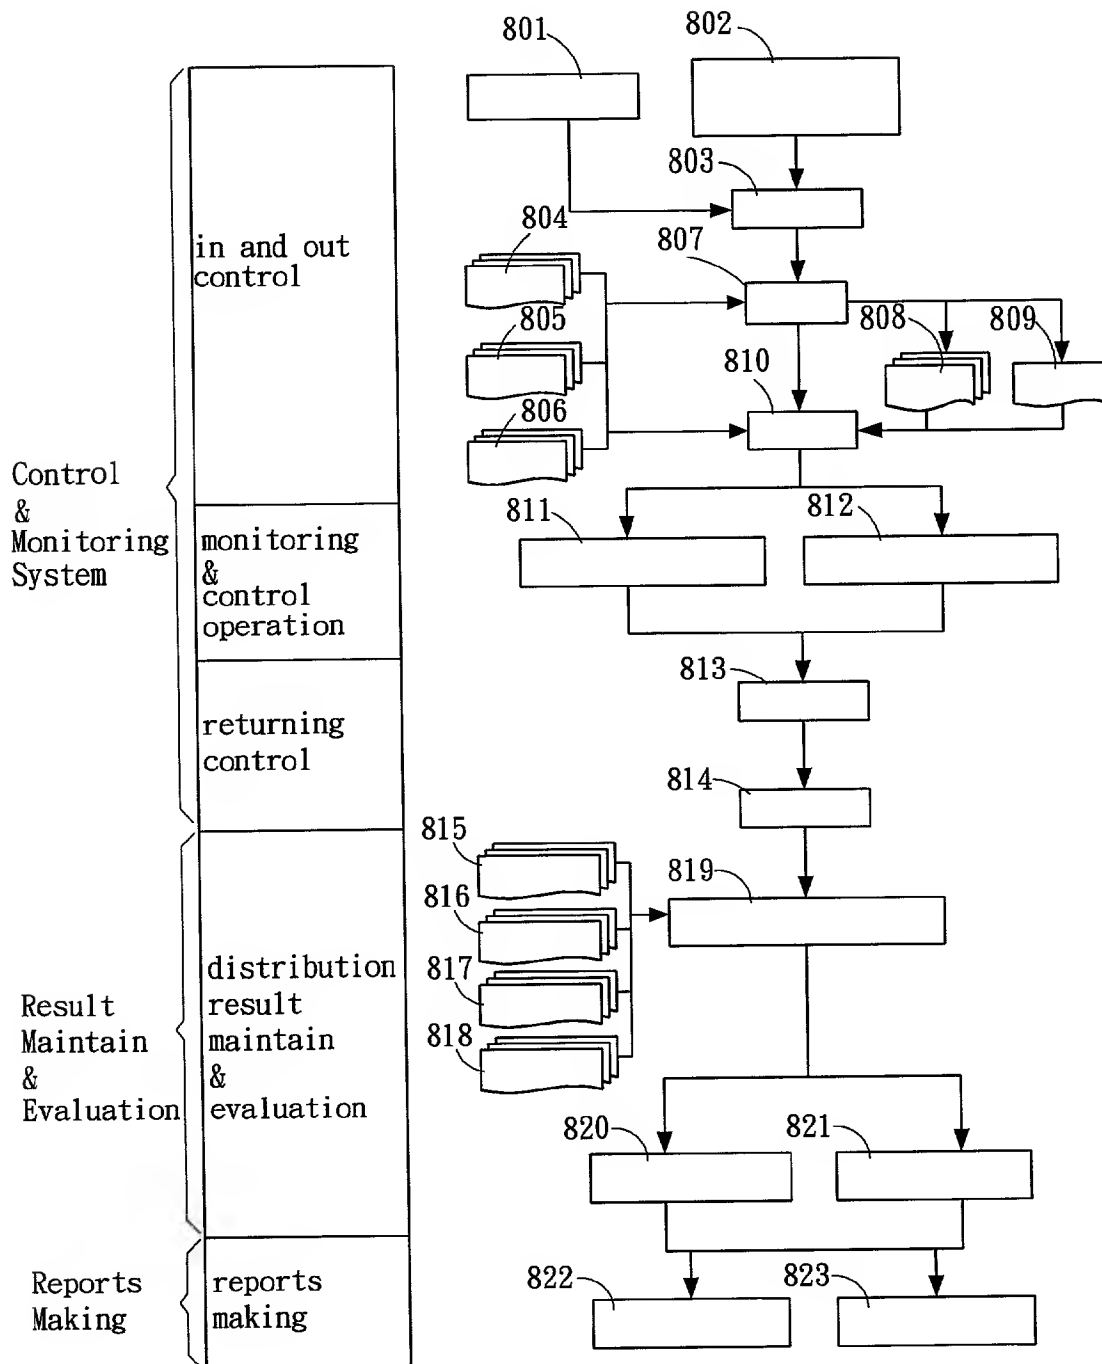 801
802
803
804
in and out
control
807
805
808
809
810
806
Control
&
Monitoring
System
811
812
monitoring
&
control
operation
813
returning
control
814
815
819
816
distribution
result
maintain
&
evaluation
817
Result
Maintain
&
Evaluation
818
820
821
Reports
Making
reports
making
822
823